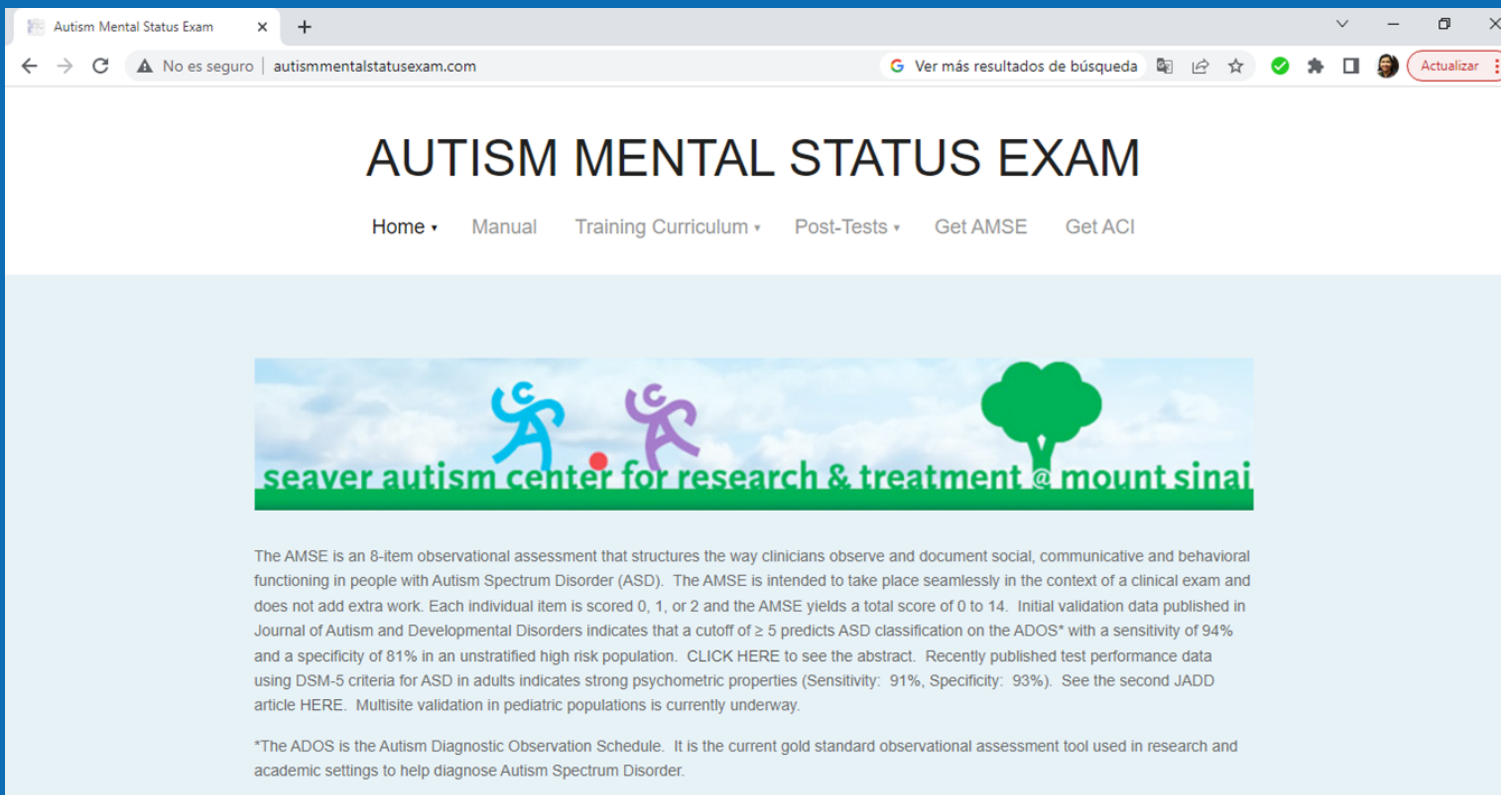 Autism Mental Status Exam
No es seguro | autismmentalstatusexam.com
Ver más resultados de búsqueda
Actualizar
AUTISM MENTAL STATUS EXAM
Home ▾ Manual Training Curriculum ▾ Post-Tests ▾ Get AMSE Get ACI
seaver autism center for research & treatment @ mount sinai
The AMSE is an 8-item observational assessment that structures the way clinicians observe and document social, communicative and behavioral
functioning in people with Autism Spectrum Disorder (ASD).  The AMSE is intended to take place seamlessly in the context of a clinical exam and
does not add extra work. Each individual item is scored 0, 1, or 2 and the AMSE yields a total score of 0 to 14.  Initial validation data published in
Journal of Autism and Developmental Disorders indicates that a cutoff of ≥ 5 predicts ASD classification on the ADOS* with a sensitivity of 94%
and a specificity of 81% in an unstratified high risk population.  CLICK HERE to see the abstract.  Recently published test performance data
using DSM-5 criteria for ASD in adults indicates strong psychometric properties (Sensitivity:  91%, Specificity:  93%).  See the second JADD
article HERE.  Multisite validation in pediatric populations is currently underway.
*The ADOS is the Autism Diagnostic Observation Schedule.  It is the current gold standard observational assessment tool used in research and
academic settings to help diagnose Autism Spectrum Disorder.